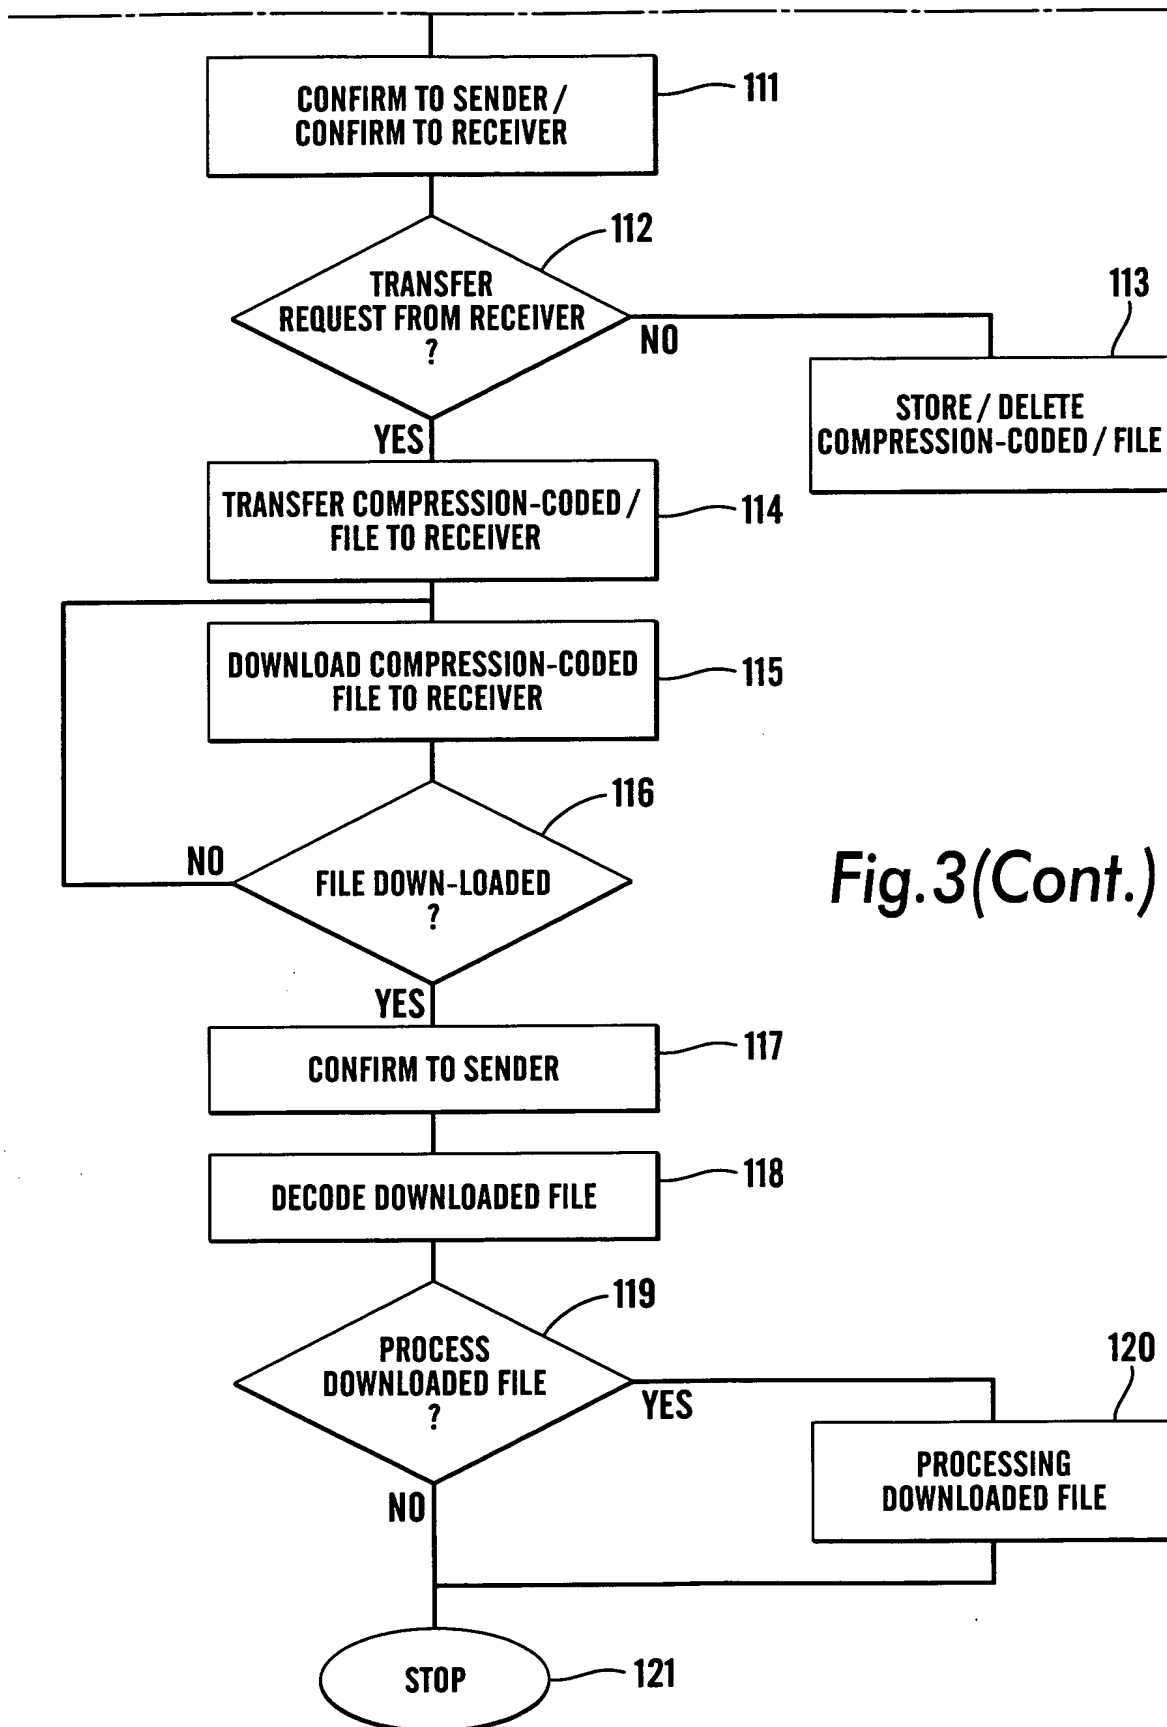 CONFIRM TO SENDER /
CONFIRM TO RECEIVER
111
TRANSFER
REQUEST FROM RECEIVER
?
112
NO
113
STORE / DELETE
COMPRESSION-CODED / FILE
YES
TRANSFER COMPRESSION-CODED /
FILE TO RECEIVER
114
DOWNLOAD COMPRESSION-CODED
FILE TO RECEIVER
115
116
NO
FILE DOWN-LOADED
?
Fig.3(Cont.)
YES
CONFIRM TO SENDER
117
DECODE DOWNLOADED FILE
118
119
PROCESS
DOWNLOADED FILE
?
YES
120
PROCESSING
DOWNLOADED FILE
NO
STOP
121